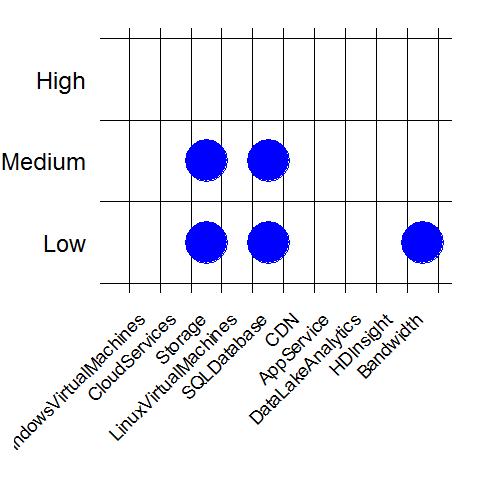 High
Medium
Low
ndowsVirtualMachines
CloudServices
Storage
LinuxVirtualMachines
SQLDatabase
CDN
AppService
DataLakeAnalytics
HDInsight
Bandwidth